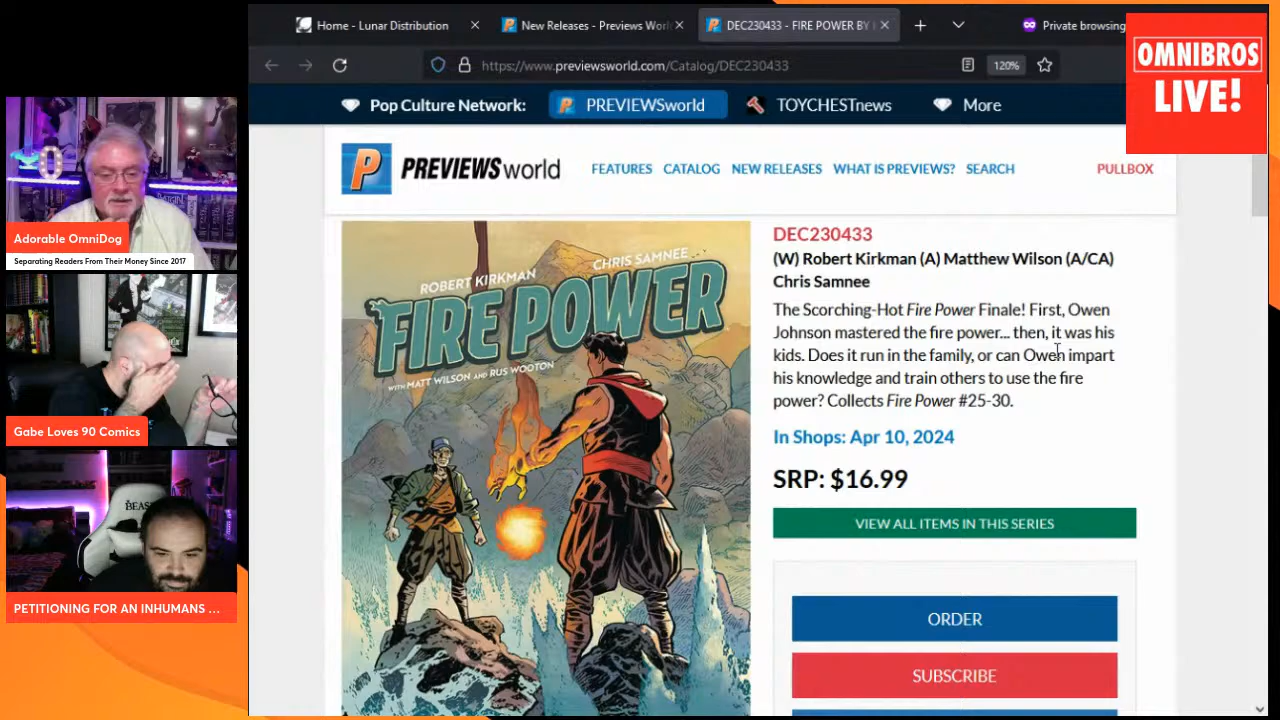 Home - Lunar Distribution
New Releases - Previews Worl
DEC230433 - FIRE POWER BY
Private browsing
https://www.previewsworld.com/Catalog/DEC230433
120%
OMNIBROS
LIVE!
Pop Culture Network:
PREVIEWSworld
TOYCHESTnews
More
PREVIEWSworld
FEATURES
CATALOG
NEW RELEASES
WHAT IS PREVIEWS?
SEARCH
PULLBOX
Adorable OmniDog
Separating Readers From Their Money Since 2017
Gabe Loves 90 Comics
BEAST
PETITIONING FOR AN INHUMANS ...
ROBERT KIRKMAN
CHRIS SAMNEE
FIRE POWER
WITH MATT WILSON AND RUS WOOTON
DEC230433
(W) Robert Kirkman (A) Matthew Wilson (A/CA)
Chris Samnee
The Scorching-Hot Fire Power Finale! First, Owen
Johnson mastered the fire power... then, it was his
kids. Does it run in the family, or can Owen impart
his knowledge and train others to use the fire
power? Collects Fire Power #25-30.
In Shops: Apr 10, 2024
SRP: $16.99
VIEW ALL ITEMS IN THIS SERIES
ORDER
SUBSCRIBE